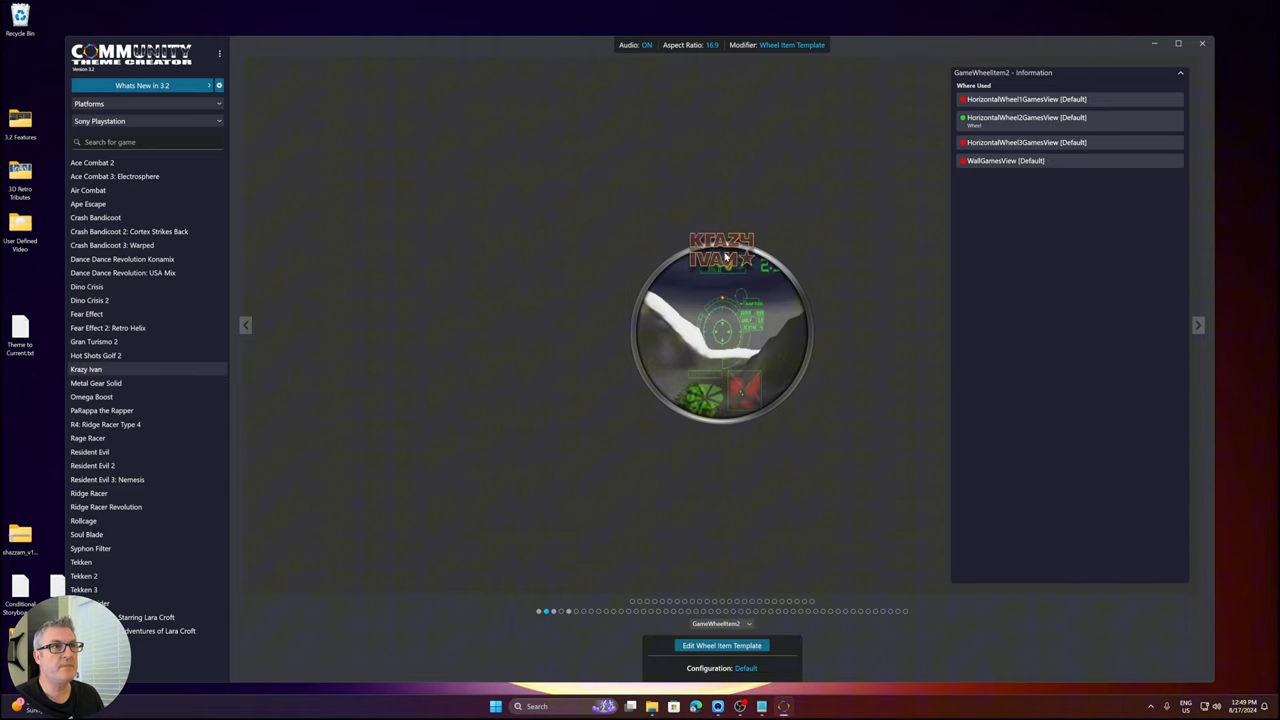 Recycle Bin
3.2 Features
3D Retro
Tributes
User Defined
Video
Theme to
Current.txt
shazzam_v1...
Conditional
Storyboa
COMMUNITY
THEME CREATOR
Version 3.2
Whats New in 3.2
Platforms
Sony Playstation
Search for game
Ace Combat 2
Ace Combat 3: Electrosphere
Air Combat
Ape Escape
Crash Bandicoot
Crash Bandicoot 2: Cortex Strikes Back
Crash Bandicoot 3: Warped
Dance Dance Revolution Konamix
Dance Dance Revolution: USA Mix
Dino Crisis
Dino Crisis 2
Fear Effect
Fear Effect 2: Retro Helix
Gran Turismo 2
Hot Shots Golf 2
Krazy Ivan
Metal Gear Solid
Omega Boost
PaRappa the Rapper
R4: Ridge Racer Type 4
Rage Racer
Resident Evil
Resident Evil 2
Resident Evil 3: Nemesis
Ridge Racer
Ridge Racer Revolution
Rollcage
Soul Blade
Syphon Filter
Tekken
Tekken 2
Tekken 3
Starring Lara Croft
dventures of Lara Croft
Audio: ON
Aspect Ratio: 16:9
Modifier: Wheel Item Template
KRAZY
IVAN
GameWheelItem2
Edit Wheel Item Template
Configuration: Default
GameWheelItem2 - Information
Where Used
HorizontalWheel1GamesView [Default]
HorizontalWheel2GamesView [Default]
Wheel
HorizontalWheel3GamesView [Default]
WallGamesView [Default]
Search
ENG
US
12:49 PM
8/17/2024